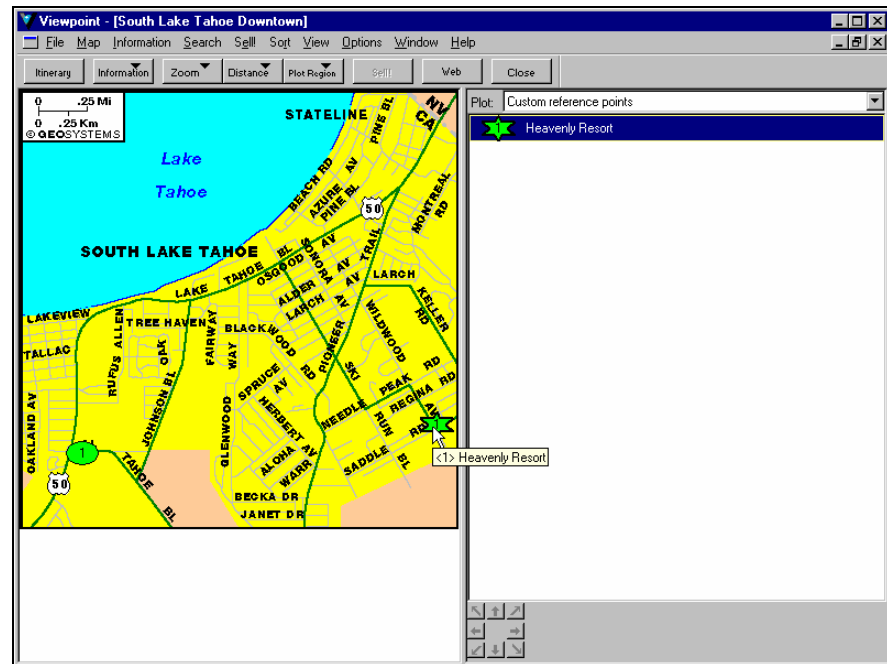 Viewpoint - [South Lake Tahoe Downtown]
File Map Information Search Sell! Sort View Options Window Help
Itinerary Information Zoom Distance Plot Region Sell! Web Close
0 .25 Mi
0 .25 Km
© GEOSYSTEMS
Plot: Custom reference points
1 Heavenly Resort
STATELINE
NV
CA
PINE BL
Lake
Tahoe
BEACH RD
AZURE AV
PINE BL
50
MONTREAL RD
SOUTH LAKE TAHOE
LAKE TAHOE BL
OSGOOD AV
SONORA AV
TRAIL
ALDER AV
LARCH AV
LARCH
KELLER RD
LAKEVIEW
TALLAC
RUFUS ALLEN
TREE HAVEN
OAK
JOHNSON BL
FAIRWAY
WAY
BLACKWOOD RD
PIONEER
WILDWOOD
SKI
RUN
BL
SPRUCE AV
HERBERT AV
ALOHA
WARR
NEEDLE PEAK RD
REGINA RD
AV
SADDLE RD
1
<1> Heavenly Resort
OAKLAND AV
GLENWOOD
1
TAHOE
BL
50
BECKA DR
JANET DR